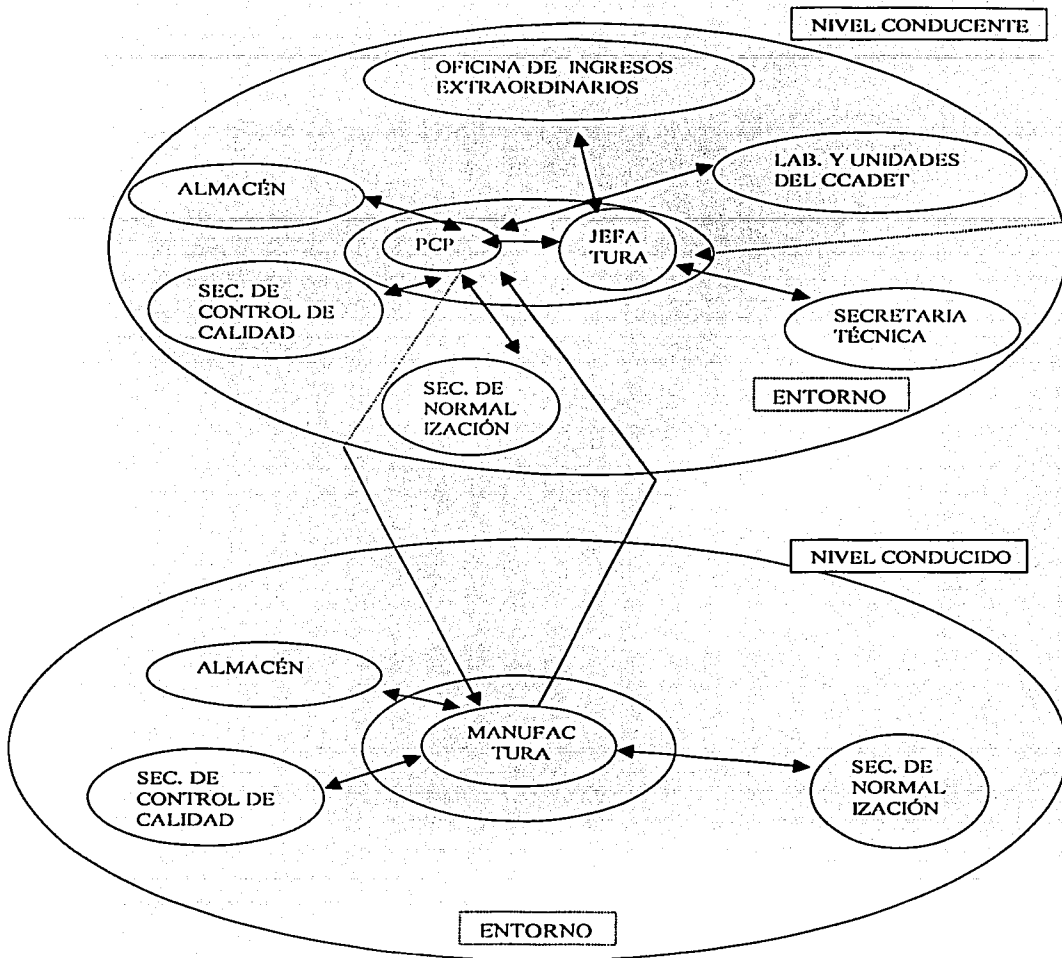 NIVEL CONDUCENTE
OFICINA DE INGRESOS
EXTRAORDINARIOS
LAB. Y UNIDADES
DEL CCADET
ALMACÉN
PCP
JEFA
TURA
SEC. DE
CONTROL DE
CALIDAD
SECRETARIA
TÉCNICA
SEC. DE
NORMAL
IZACIÓN
ENTORNO
NIVEL CONDUCIDO
ALMACÉN
MANUFAC
TURA
SEC. DE
CONTROL DE
CALIDAD
SEC. DE
NORMAL
IZACIÓN
ENTORNO